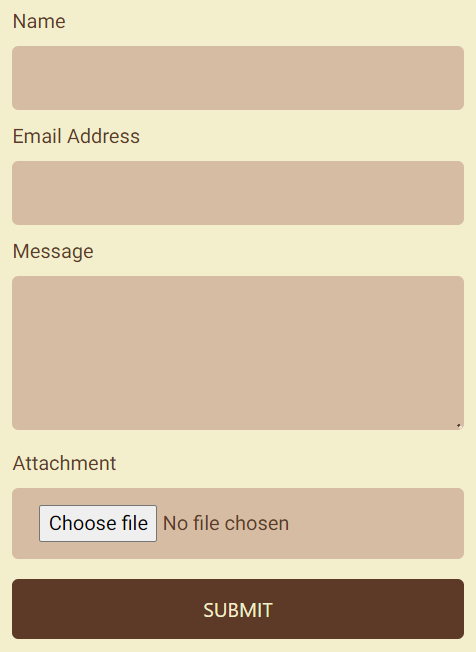 Name
Email Address
Message
Attachment
Choose file No file chosen
SUBMIT